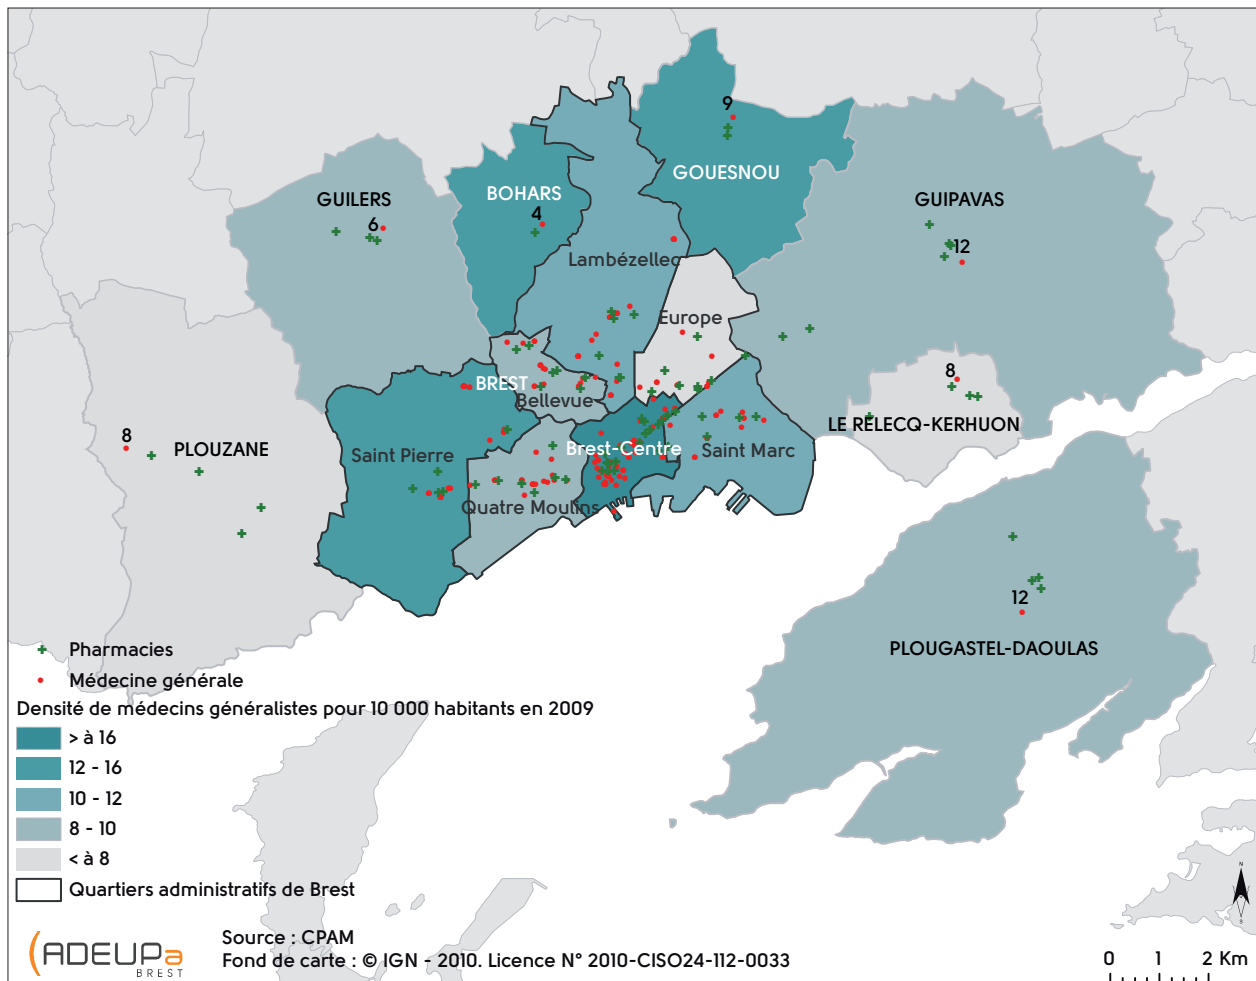 9
GOUESNOU
BOHARS
4
GUILERS
6
GUIPAVAS
12
Lambézellec
Europe
8
BREST
Bellevue
LE RELECQ-KERHUON
8
PLOUZANE
Saint Pierre
Brest-Centre
Saint Marc
Quatre Moulins
12
PLOUGASTEL-DAOULAS
Pharmacies
Médecine générale
Densité de médecins généralistes pour 10 000 habitants en 2009
> à 16
12 - 16
10 - 12
8 - 10
< à 8
Quartiers administratifs de Brest
ADEUPa
BREST
Source : CPAM
Fond de carte : © IGN - 2010. Licence N° 2010-CISO24-112-0033
N
S
0 1 2 Km